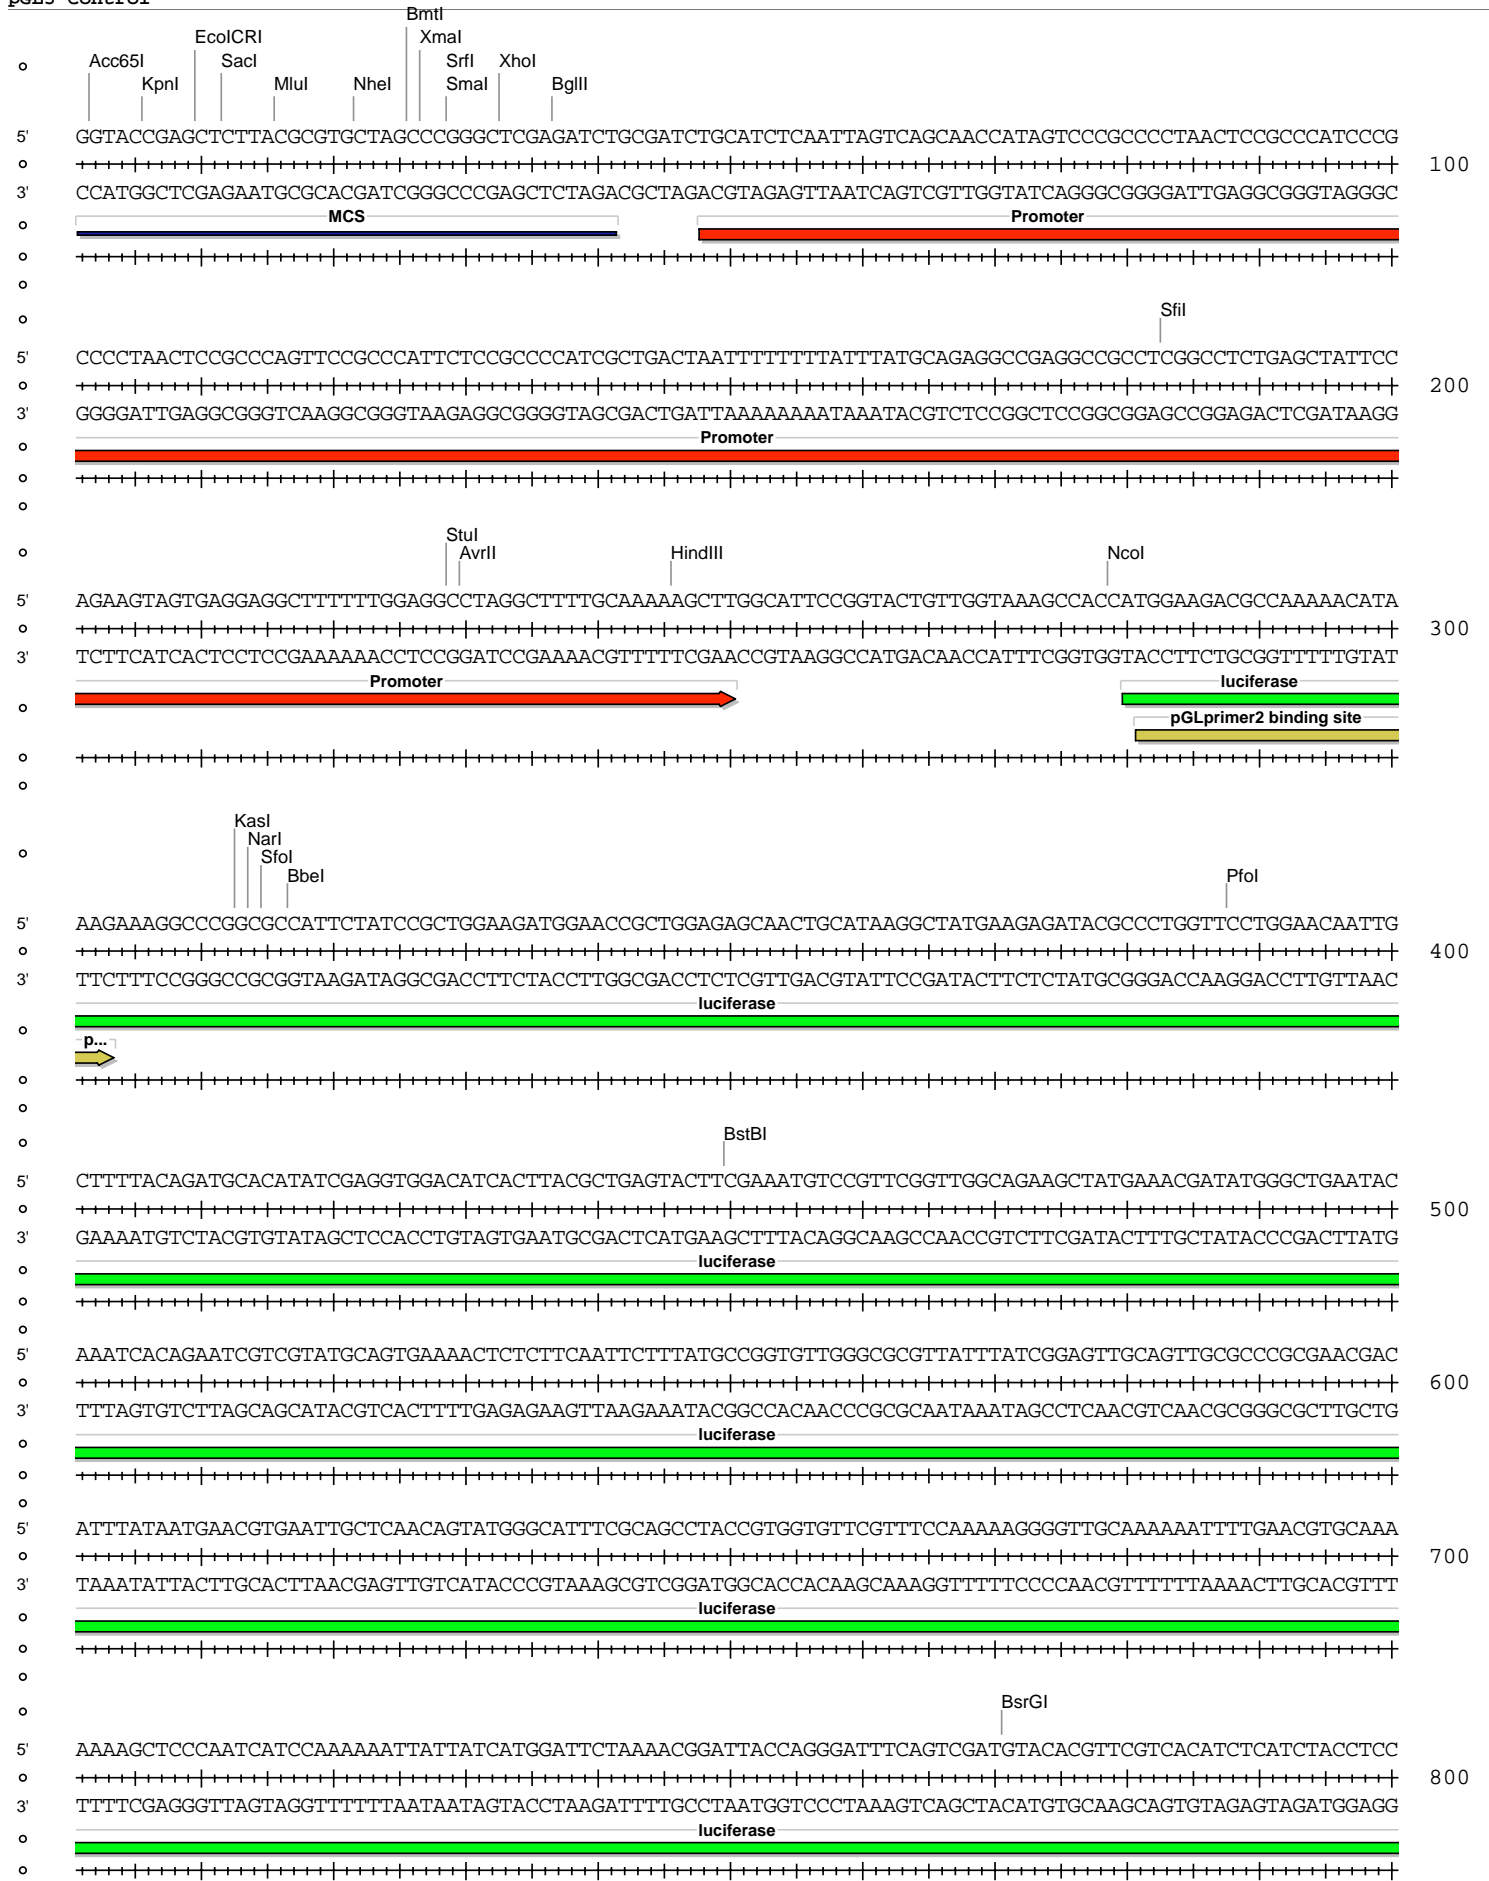 pGL3-Control
BmtI
EcoICRI XmaI
Acc65I SacI SrfI XhoI
KpnI MluI NheI SmaI BglII
5' GGTACCGAGCTCTTACGCGTGCTAGCCCGGGCTCGAGATCTGCGATCTGCATCTCAATTAGTCAGCAACCATAGTCCCGCCCCTAACTCCGCCCATCCCG
100
3' CCATGGCTCGAGAATGCGCACGATCGGGCCCGAGCTCTAGACGCTAGACGTAGAGTTAATCAGTCGTTGGTATCAGGGCGGGGATTGAGGCGGGTAGGGC
MCS Promoter
SfiI
5' CCCCTAACTCCGCCCAGTTCCGCCCATTCTCCGCCCCATCGCTGACTAATTTTTTTTATTTATGCAGAGGCCGAGGCCGCCTCGGCCTCTGAGCTATTCC
200
3' GGGGATTGAGGCGGGTCAAGGCGGGTAAGAGGCGGGGTAGCGACTGATTAAAAAAAATAAATACGTCTCCGGCTCCGGCGGAGCCGGAGACTCGATAAGG
Promoter
StuI
AvrII HindIII NcoI
5' AGAAGTAGTGAGGAGGCTTTTTTGGAGGCCTAGGCTTTTGCAAAAAGCTTGGCATTCCGGTACTGTTGGTAAAGCCACCATGGAAGACGCCAAAAACATA
300
3' TCTTCATCACTCCTCCGAAAAAACCTCCGGATCCGAAAACGTTTTTCGAACCGTAAGGCCATGACAACCATTTCGGTGGTACCTTCTGCGGTTTTTGTAT
Promoter luciferase
pGLprimer2 binding site
KasI
NarI
SfoI
BbeI PfoI
5' AAGAAAGGCCCGGCGCCATTCTATCCGCTGGAAGATGGAACCGCTGGAGAGCAACTGCATAAGGCTATGAAGAGATACGCCCTGGTTCCTGGAACAATTG
400
3' TTCTTTCCGGGCCGCGGTAAGATAGGCGACCTTCTACCTTGGCGACCTCTCGTTGACGTATTCCGATACTTCTCTATGCGGGACCAAGGACCTTGTTAAC
luciferase
p...
BstBI
5' CTTTTACAGATGCACATATCGAGGTGGACATCACTTACGCTGAGTACTTCGAAATGTCCGTTCGGTTGGCAGAAGCTATGAAACGATATGGGCTGAATAC
500
3' GAAAATGTCTACGTGTATAGCTCCACCTGTAGTGAATGCGACTCATGAAGCTTTACAGGCAAGCCAACCGTCTTCGATACTTTGCTATACCCGACTTATG
luciferase
5' AAATCACAGAATCGTCGTATGCAGTGAAAACTCTCTTCAATTCTTTATGCCGGTGTTGGGCGCGTTATTTATCGGAGTTGCAGTTGCGCCCGCGAACGAC
600
3' TTTAGTGTCTTAGCAGCATACGTCACTTTTGAGAGAAGTTAAGAAATACGGCCACAACCCGCGCAATAAATAGCCTCAACGTCAACGCGGGCGCTTGCTG
luciferase
5' ATTTATAATGAACGTGAATTGCTCAACAGTATGGGCATTTCGCAGCCTACCGTGGTGTTCGTTTCCAAAAAGGGGTTGCAAAAAATTTTGAACGTGCAAA
700
3' TAAATATTACTTGCACTTAACGAGTTGTCATACCCGTAAAGCGTCGGATGGCACCACAAGCAAAGGTTTTTCCCCAACGTTTTTTAAAACTTGCACGTTT
luciferase
BsrGI
5' AAAAGCTCCCAATCATCCAAAAAATTATTATCATGGATTCTAAAACGGATTACCAGGGATTTCAGTCGATGTACACGTTCGTCACATCTCATCTACCTCC
800
3' TTTTCGAGGGTTAGTAGGTTTTTTAATAATAGTACCTAAGATTTTGCCTAATGGTCCCTAAAGTCAGCTACATGTGCAAGCAGTGTAGAGTAGATGGAGG
luciferase